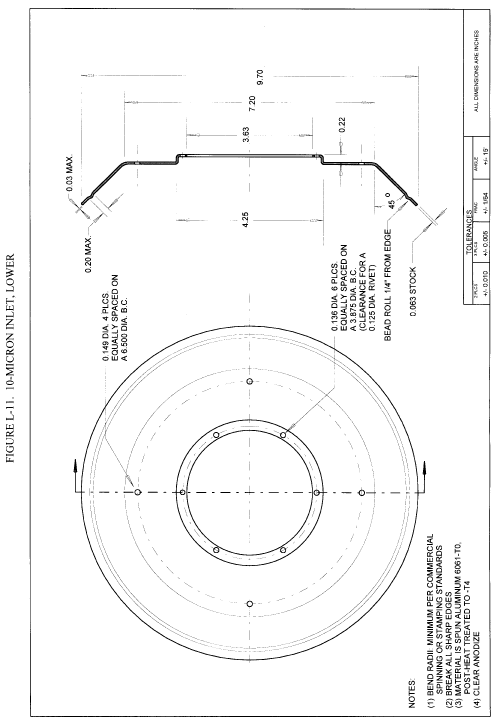 FIGURE L-11. 10-MICRON INLET, LOWER
0.03 MAX.
0.20 MAX.
9.70
7.20
3.63
0.22
4.25
45°
BEAD ROLL 1/4" FROM EDGE
0.063 STOCK
0.149 DIA. 4 PLCS.
EQUALLY SPACED ON
A 6.500 DIA. B.C.
0.136 DIA. 6 PLCS.
EQUALLY SPACED ON
A 3.875 DIA. B.C.
(CLEARANCE FOR A
0.125 DIA. RIVET)
NOTES:
(1) BEND RADII: MINIMUM PER COMMERCIAL
SPINNING OR STAMPING STANDARDS
(2) BREAK ALL SHARP EDGES
(3) MATERIAL IS SPUN ALUMINUM 6061-T0,
POST-HEAT TREATED TO -T4
(4) CLEAR ANODIZE
TOLERANCES
2 PLCS 3 PLCS FRAC ANGLE
+/- 0.010 +/- 0.005 +/- 1/64 +/- 15'
ALL DIMENSIONS ARE INCHES